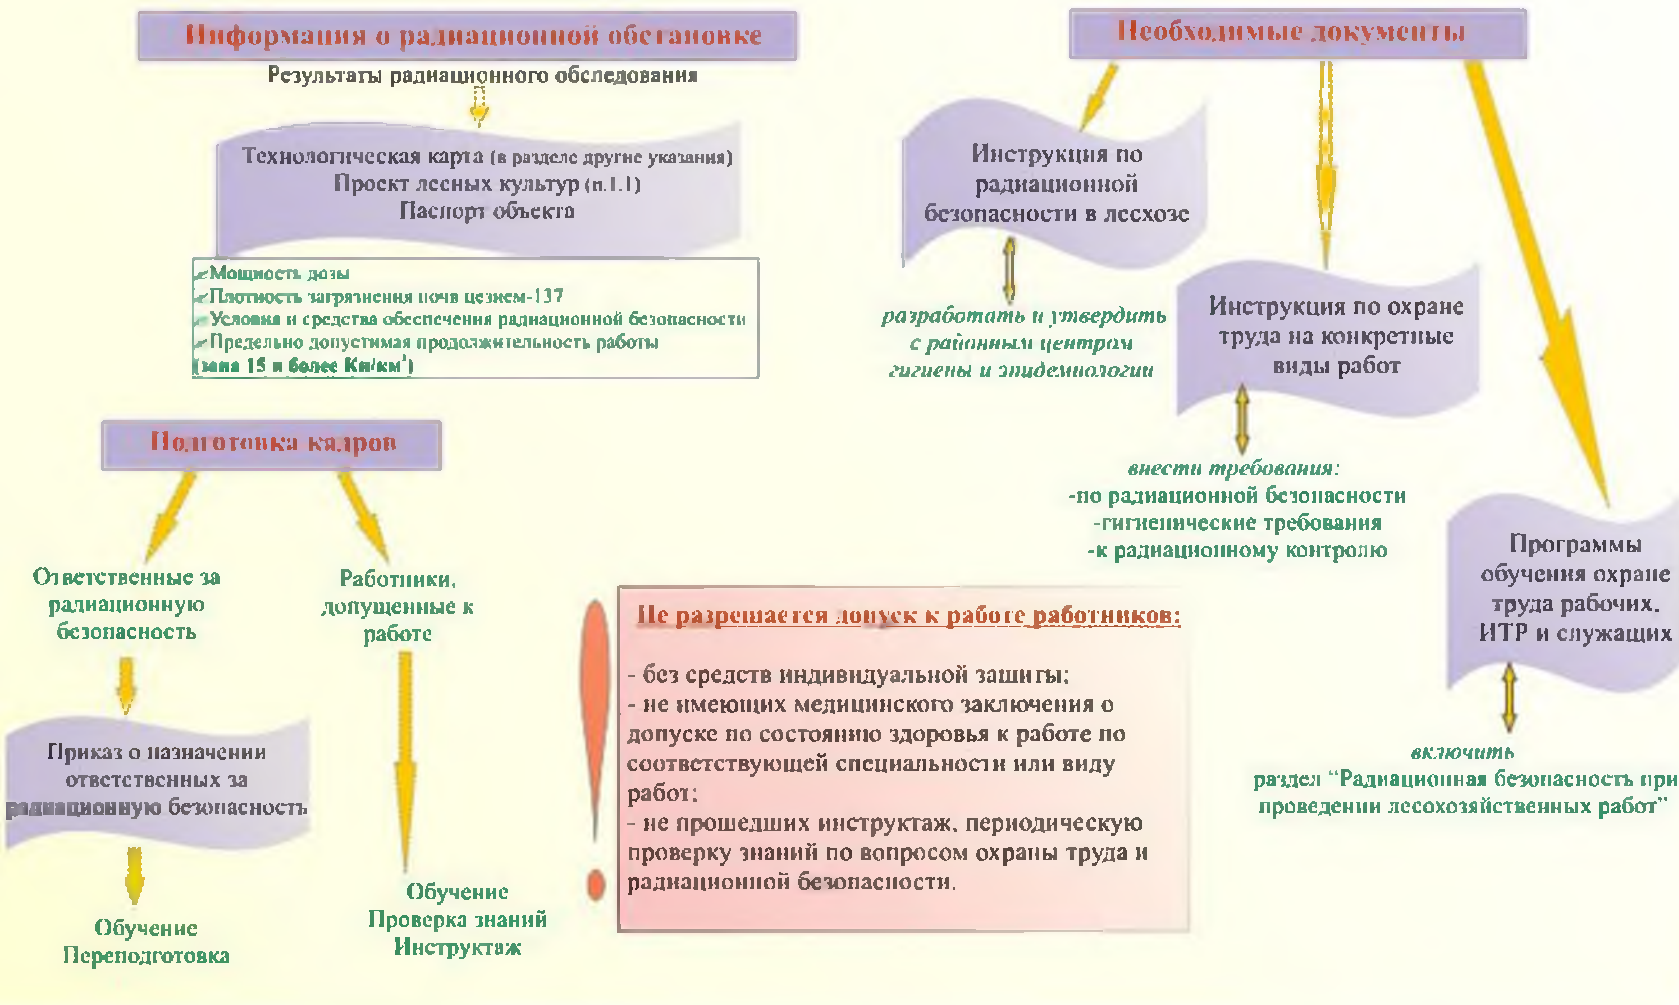 Информация о радиационной обстановке
Результаты радиационного обследования
Технологическая карта (в разделе другие указания)
Проект лесных культур (п.1.1)
Паспорт объекта
Мощность дозы
Плотность загрязнения почв цезием-137
Условия и средства обеспечения радиационной безопасности
Предельно допустимая продолжительность работы
(зона 15 и более Ки/км²)
Подготовка кадров
Ответственные за
радиационную
безопасность
Приказ о назначении
ответственных за
радиационную безопасность
Обучение
Переподготовка
Работники,
допущенные к
работе
Обучение
Проверка знаний
Инструктаж
Не разрешается допуск к работе работников:
- без средств индивидуальной защиты;
- не имеющих медицинского заключения о
допуске по состоянию здоровья к работе по
соответствующей специальности или виду
работ;
- не прошедших инструктаж, периодическую
проверку знаний по вопросом охраны труда и
радиационной безопасности.
Необходимые документы
Инструкция по
радиационной
безопасности в лесхозе
разработать и утвердить
с районным центром
гигиены и эпидемиологии
Инструкция по охране
труда на конкретные
виды работ
внести требования:
-по радиационной безопасности
-гигиенические требования
-к радиационному контролю
Программы
обучения охране
труда рабочих,
ИТР и служащих
включить
раздел “Радиационная безопасность при
проведении лесохозяйственных работ”